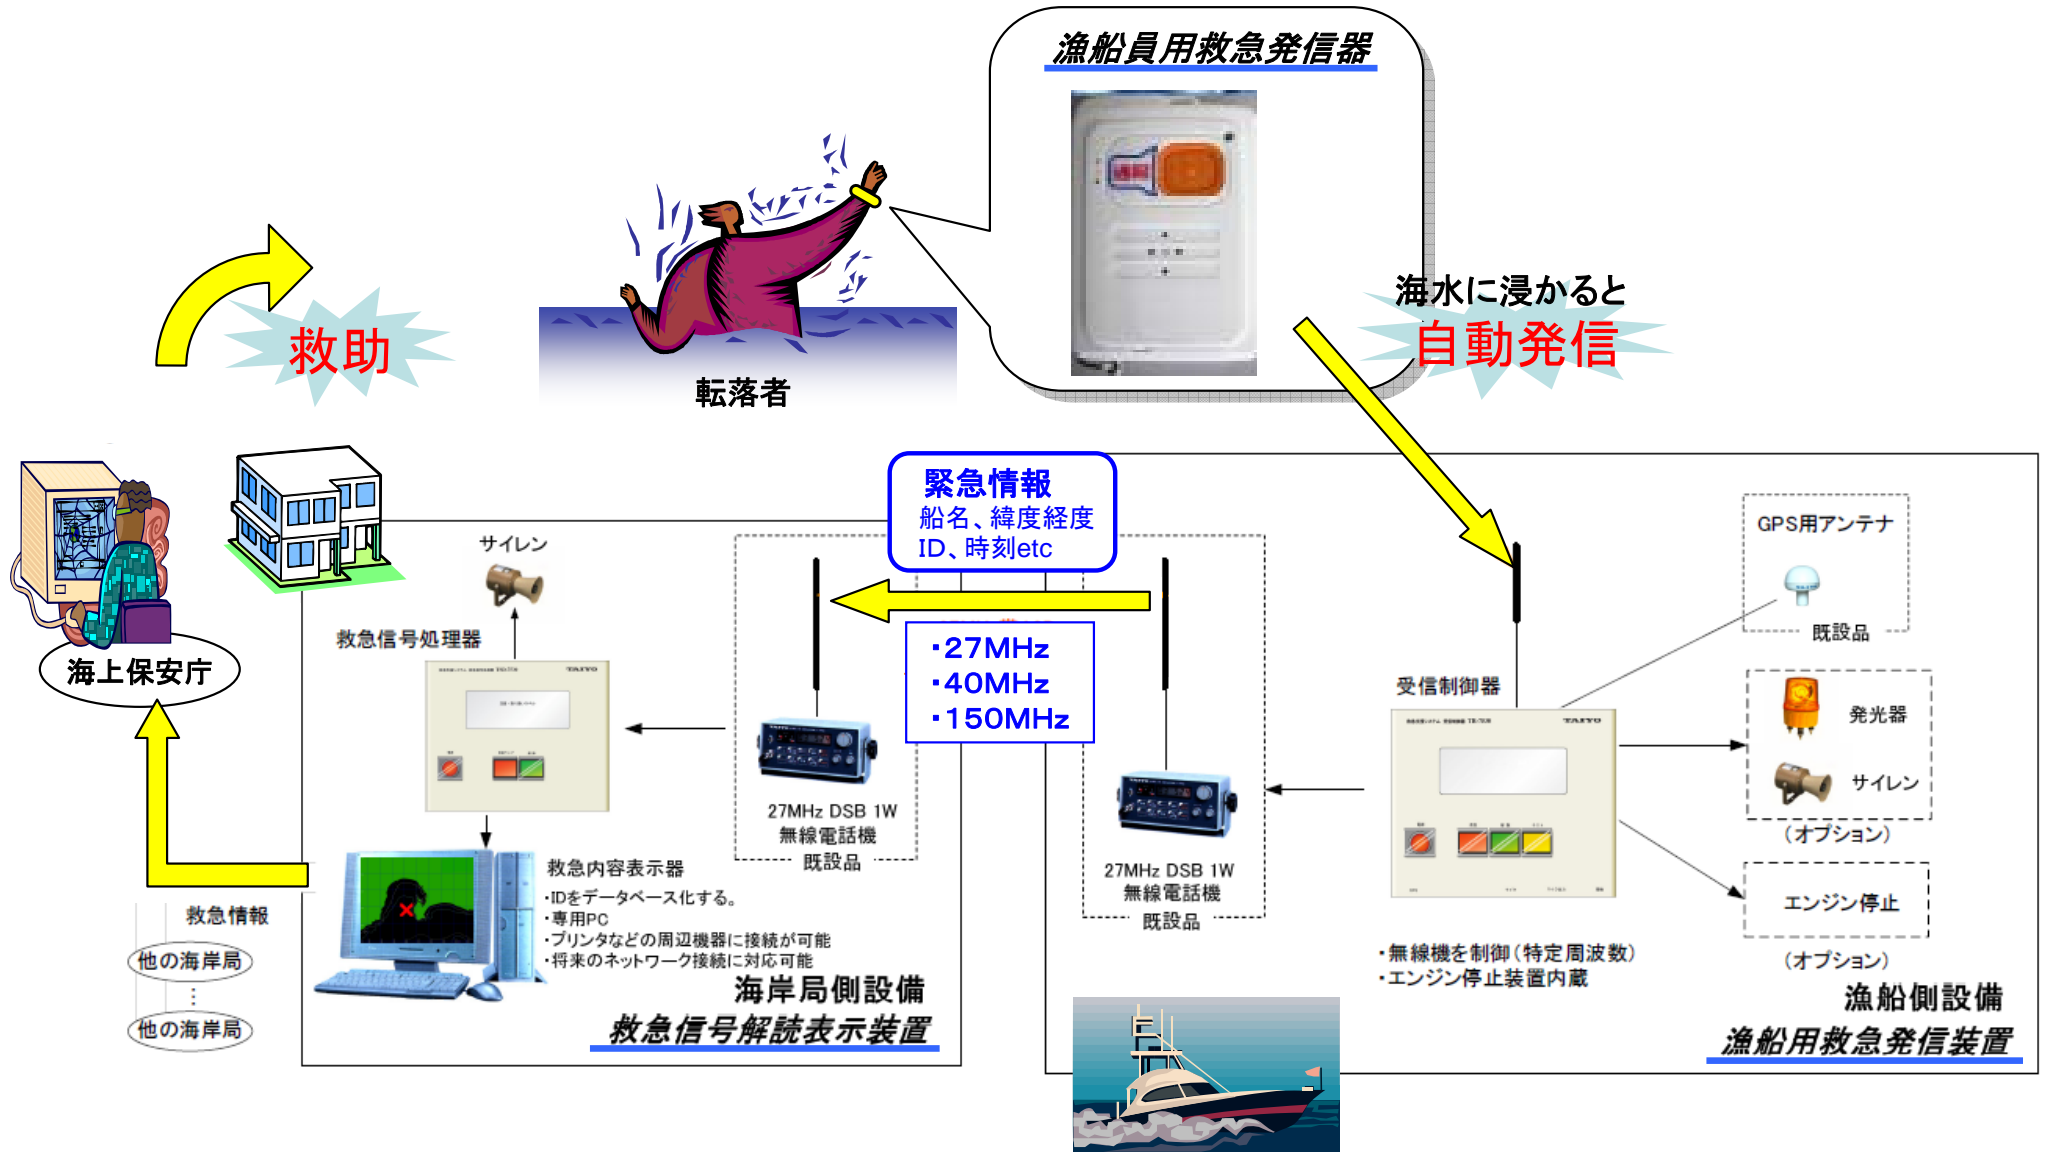 漁船員用救急発信器
海水に浸かると
自動発信
救助
転落者
緊急情報
船名、緯度経度
ID、時刻etc
・27MHz
・40MHz
・150MHz
海上保安庁
救急情報
他の海岸局
他の海岸局
サイレン
救急信号処理器
TAIYO
27MHz DSB 1W
無線電話機
既設品
救急内容表示器
・IDをデータベース化する。
・専用PC
・プリンタなどの周辺機器に接続が可能
・将来のネットワーク接続に対応可能
海岸局側設備
救急信号解読表示装置
27MHz DSB 1W
無線電話機
既設品
受信制御器
TAIYO
GPS用アンテナ
既設品
発光器
サイレン
（オプション）
エンジン停止
（オプション）
・無線機を制御（特定周波数）
・エンジン停止装置内蔵
漁船側設備
漁船用救急発信装置